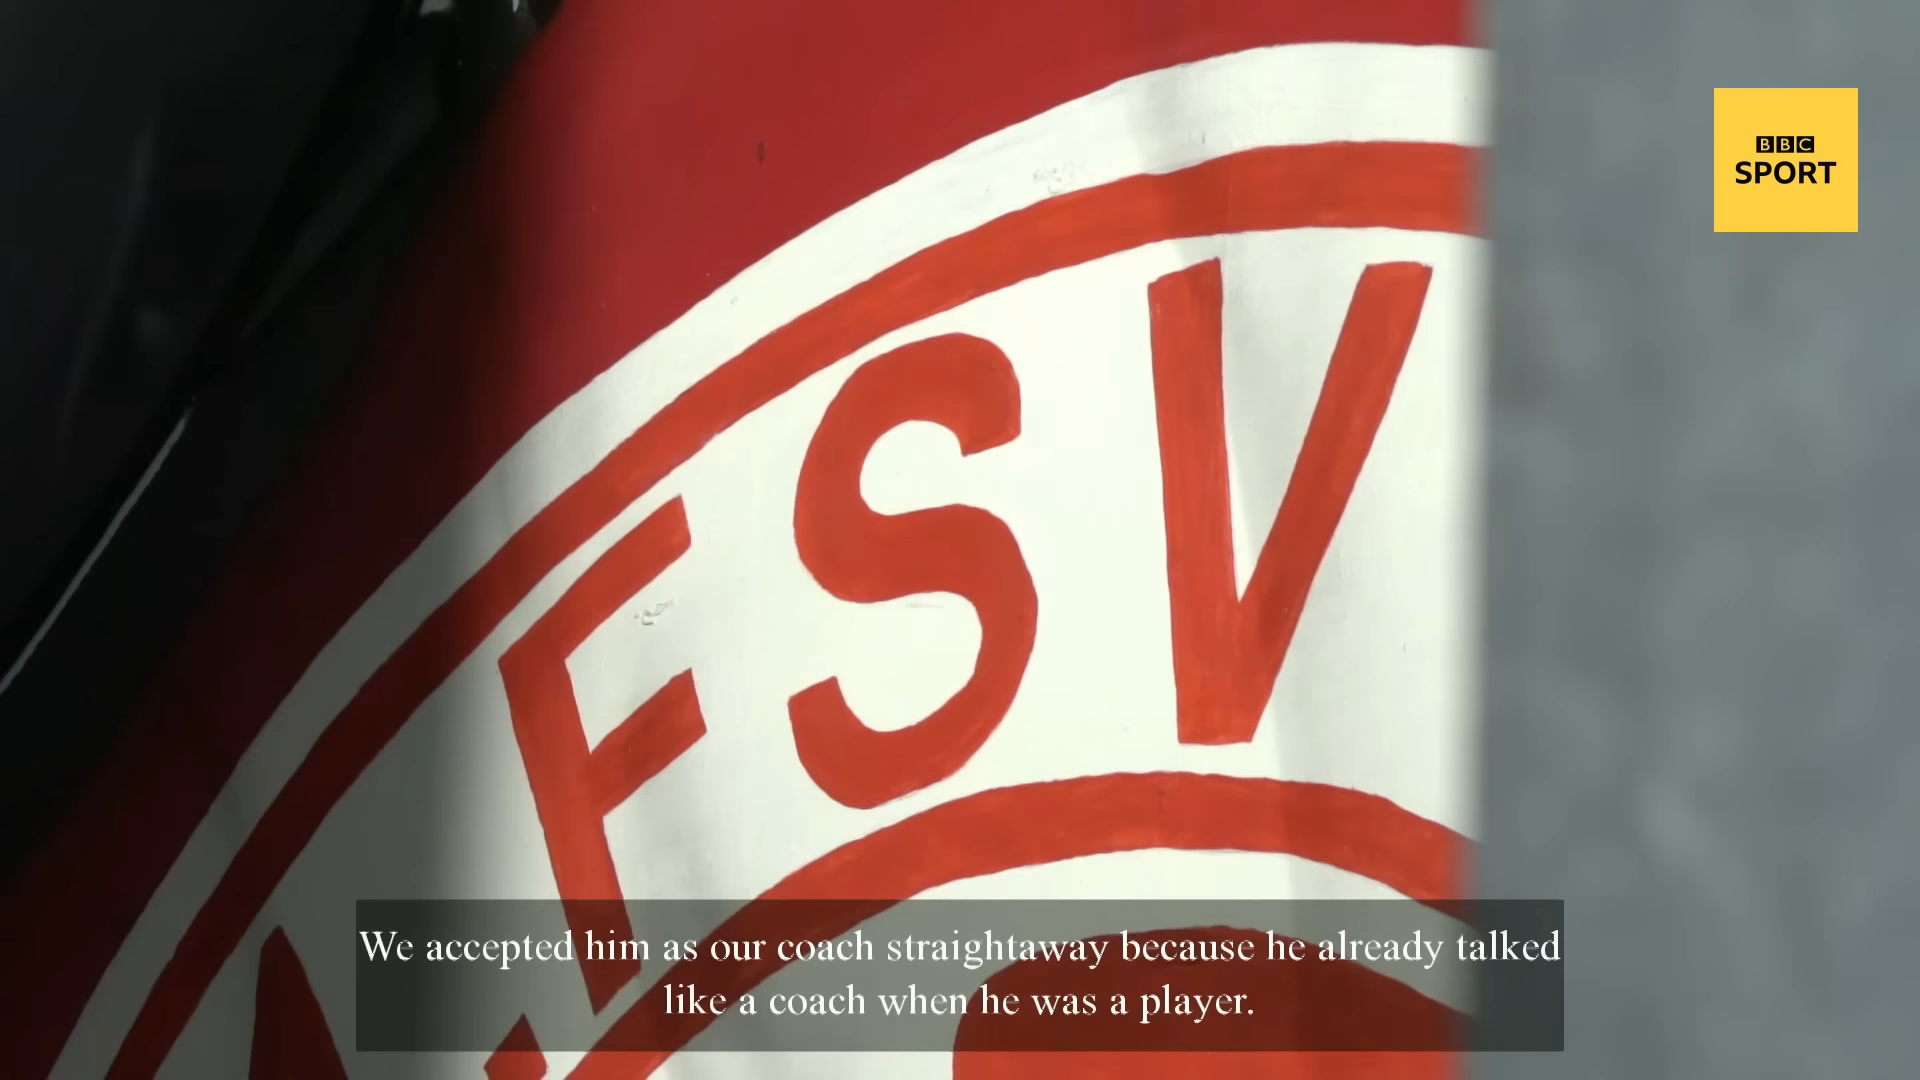 BBC
SPORT
FSV
We accepted him as our coach straightaway because he already talked
like a coach when he was a player.